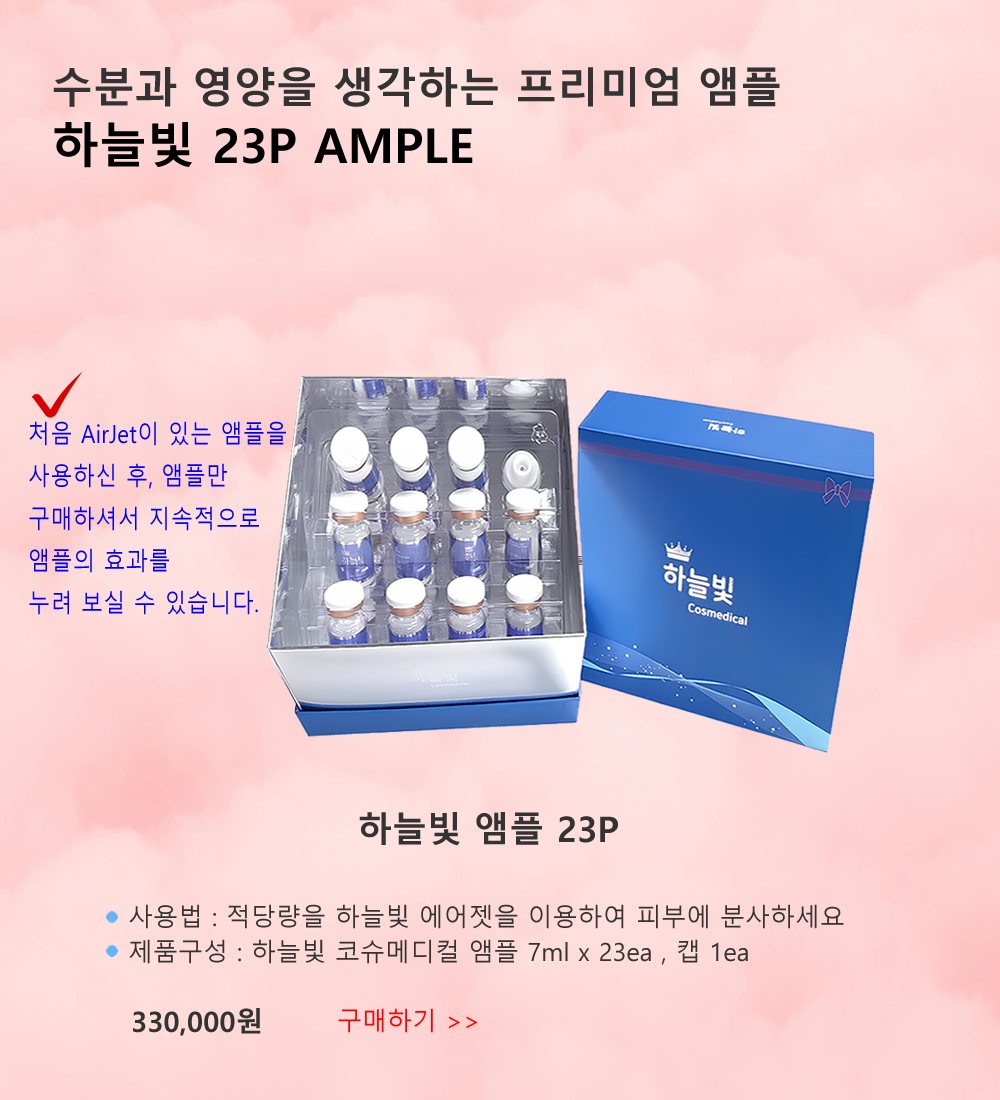 수분과 영양을 생각하는 프리미엄 앰플
하늘빛 23P AMPLE
처음 AirJet이 있는 앰플을
사용하신 후, 앰플만
구매하셔서 지속적으로
앰플의 효과를
누려 보실 수 있습니다.
하늘빛
하늘빛
Cosmedical
하늘빛
하늘빛 앰플 23P
사용법 : 적당량을 하늘빛 에어젯을 이용하여 피부에 분사하세요
제품구성 : 하늘빛 코슈메디컬 앰플 7ml x 23ea , 캡 1ea
330,000원
구매하기 >>